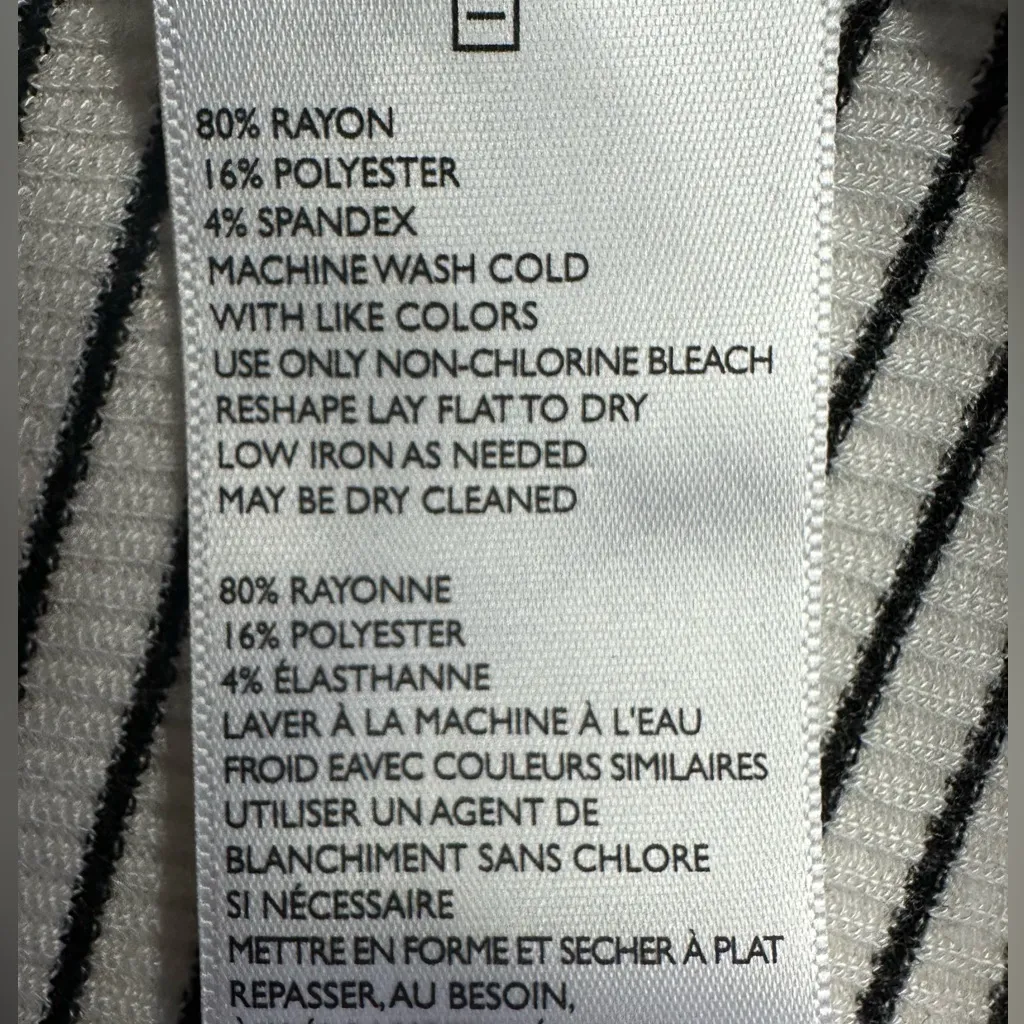 80% RAYON
16% POLYESTER
4% SPANDEX
MACHINE WASH COLD
WITH LIKE COLORS
USE ONLY NON-CHLORINE BLEACH
RESHAPE LAY FLAT TO DRY
LOW IRON AS NEEDED
MAY BE DRY CLEANED
80% RAYONNE
16% POLYESTER
4% ÉLASTHANNE
LAVER À LA MACHINE À L'EAU
FROID EAVEC COULEURS SIMILAIRES
UTILISER UN AGENT DE
BLANCHIMENT SANS CHLORE
SI NÉCESSAIRE
METTRE EN FORME ET SECHER À PLAT
REPASSER, AU BESOIN,